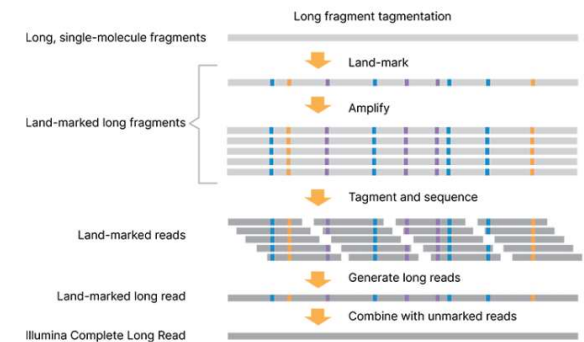 Long fragment tagmentation
Long, single-molecule fragments
Land-mark
Amplify
Land-marked long fragments
Tagment and sequence
Land-marked reads
Generate long reads
Land-marked long read
Combine with unmarked reads
Illumina Complete Long Read